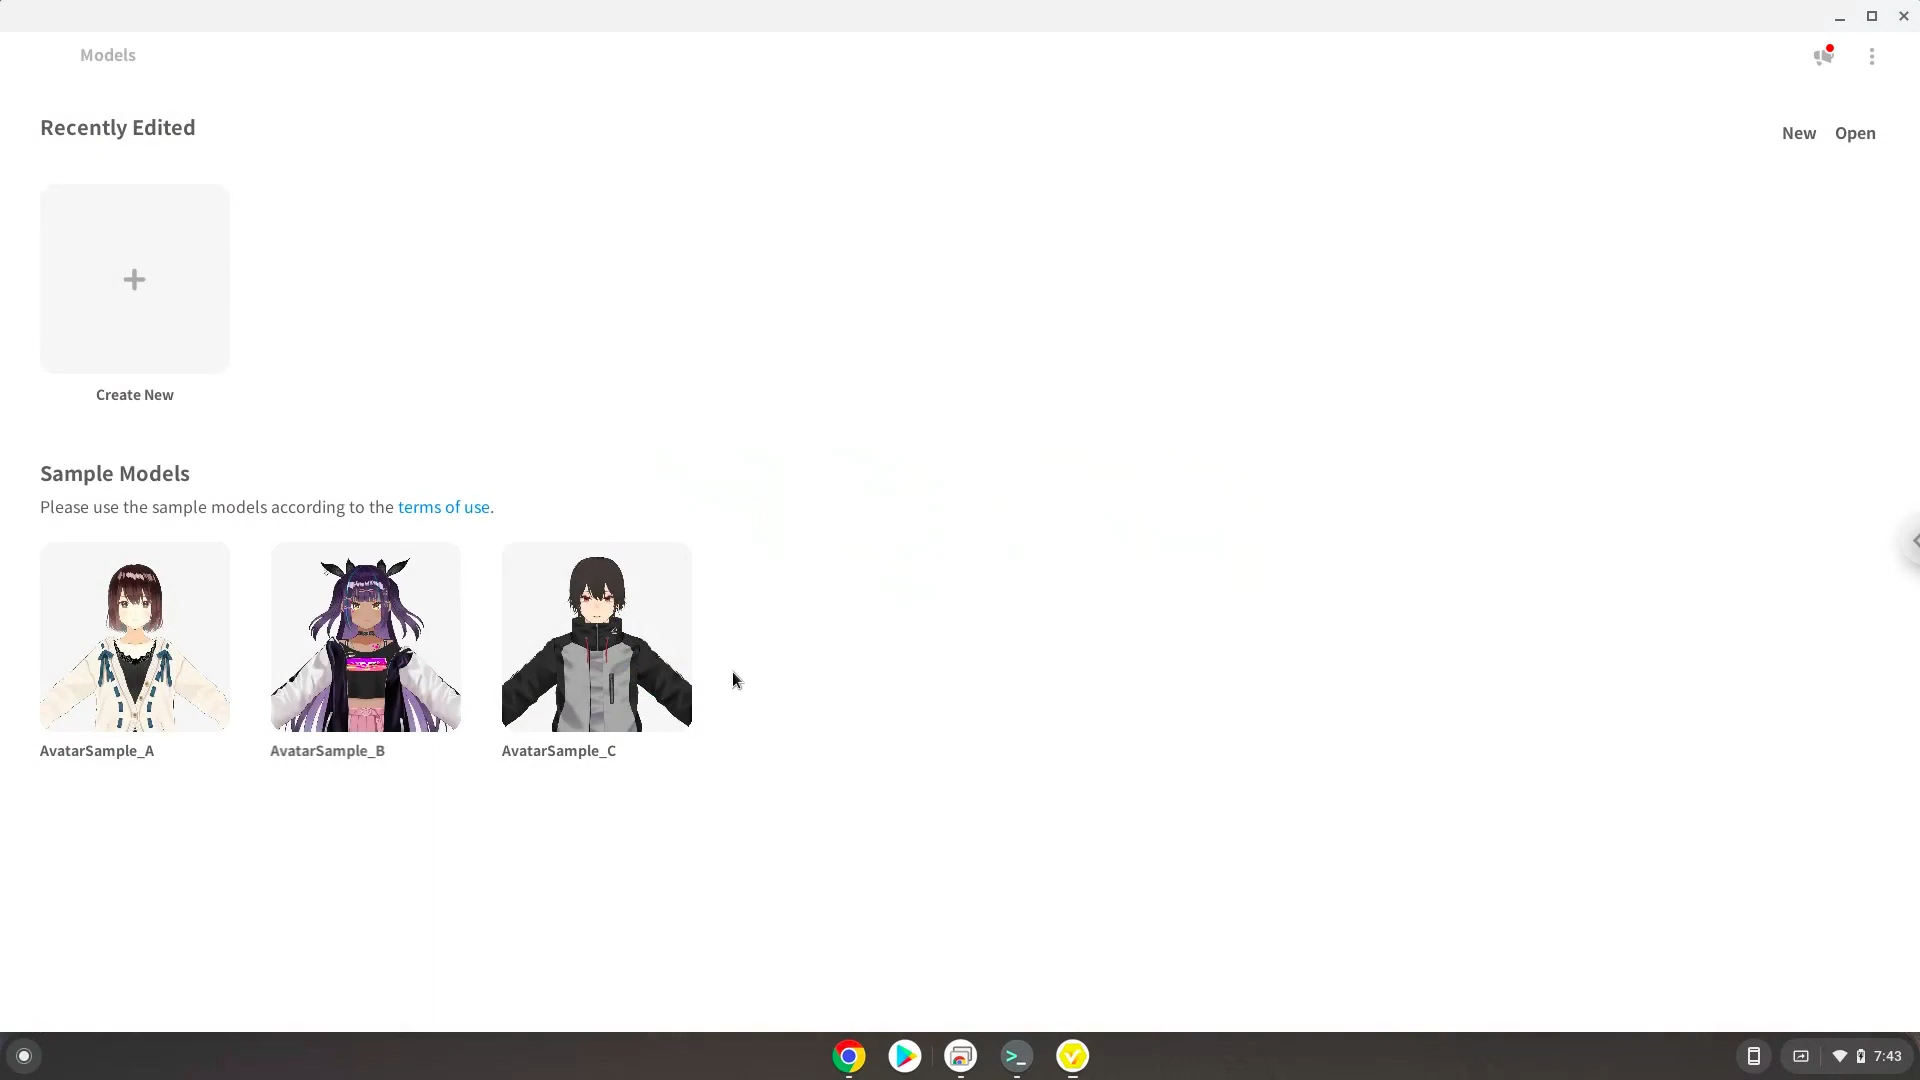 Models
Recently Edited
New Open
Create New
Sample Models
Please use the sample models according to the terms of use.
AvatarSample_A
AvatarSample_B
AvatarSample_C
7:43